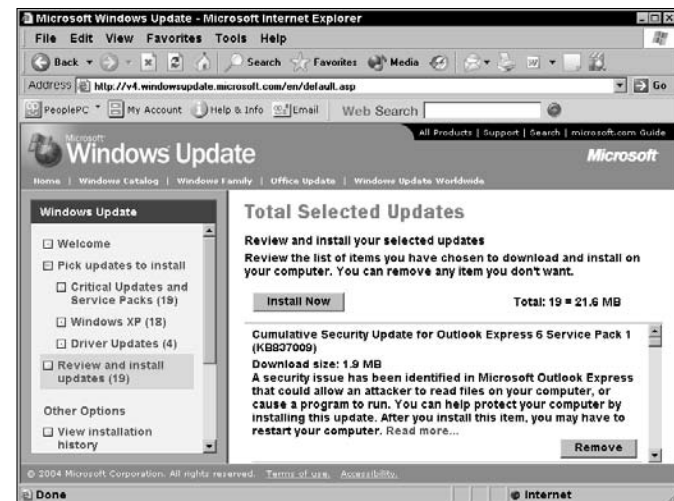 Microsoft Windows Update - Microsoft Internet Explorer
File Edit View Favorites Tools Help
Back Search Favorites Media
Address http://v4.windowsupdate.microsoft.com/en/default.asp Go
PeoplePC My Account Help & Info Email Web Search
All Products | Support | Search | microsoft.com Guide
Microsoft
Windows Update
Microsoft
Home | Windows Catalog | Windows Family | Office Update | Windows Update Worldwide
Windows Update
Welcome
Pick updates to install
Critical Updates and
Service Packs (19)
Windows XP (18)
Driver Updates (4)
Review and install
updates (19)
Other Options
View installation
history
Total Selected Updates
Review and install your selected updates
Review the list of items you have chosen to download and install on
your computer. You can remove any item you don't want.
Install Now
Total: 19 = 21.6 MB
Cumulative Security Update for Outlook Express 6 Service Pack 1
(KB837009)
Download size: 1.9 MB
A security issue has been identified in Microsoft Outlook Express
that could allow an attacker to read files on your computer, or
cause a program to run. You can help protect your computer by
installing this update. After you install this item, you may have to
restart your computer. Read more...
Remove
© 2004 Microsoft Corporation. All rights reserved. Terms of use. Accessibility.
Done
Internet